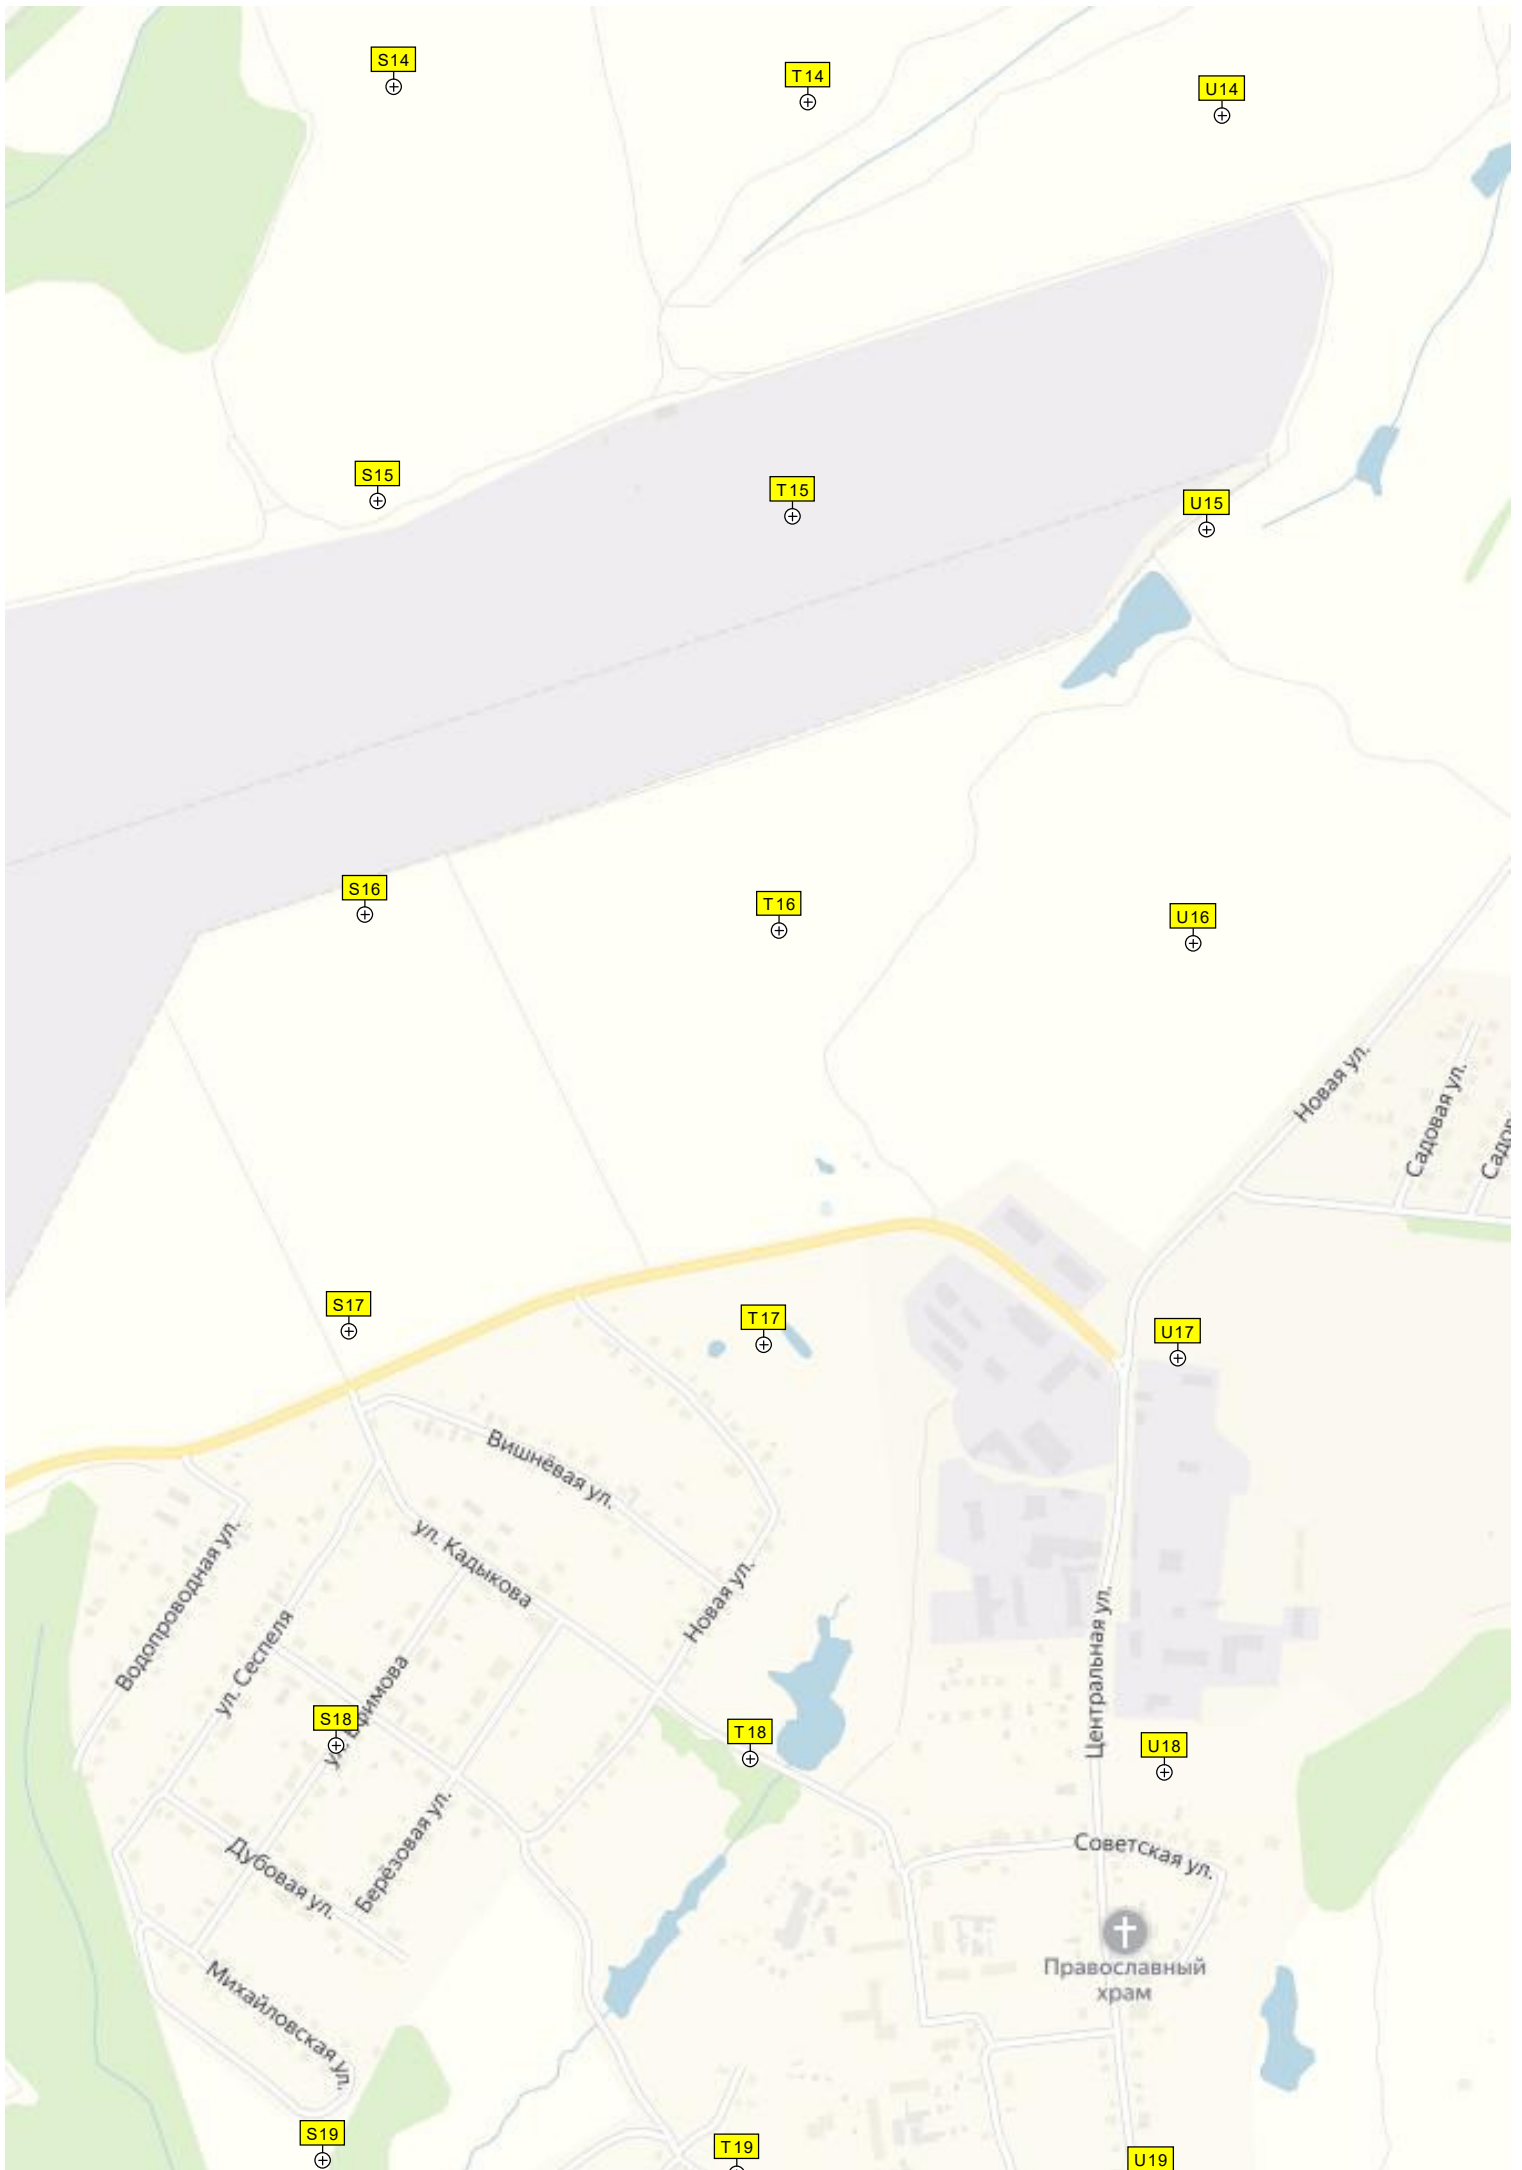 S14
T14
U14
S15
T15
U15
S16
T16
U16
Новая ул.
Садовая ул.
S17
T17
U17
Вишнёвая ул.
ул. Кадыкова
Водопроводная ул.
ул. Сеспеля
Новая ул.
Центральная ул.
S18
T18
U18
Берёзовая ул.
Дубовая ул.
Советская ул.
Православный
храм
Михайловская ул.
S19
T19
U19